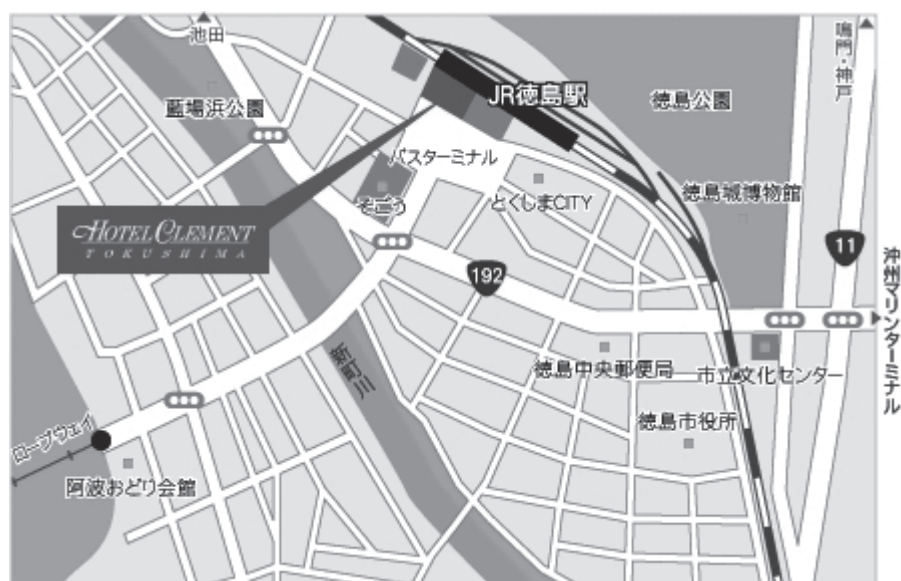 池田
鳴門・神戸
藍場浜公園
JR徳島駅
徳島公園
バスターミナル
そごう
とくしまCITY
徳島城博物館
HOTEL CLEMENT
TOKUSHIMA
11
192
沖洲マリンターミナル
新町川
徳島中央郵便局
市立文化センター
徳島市役所
ロープウェイ
阿波おどり会館